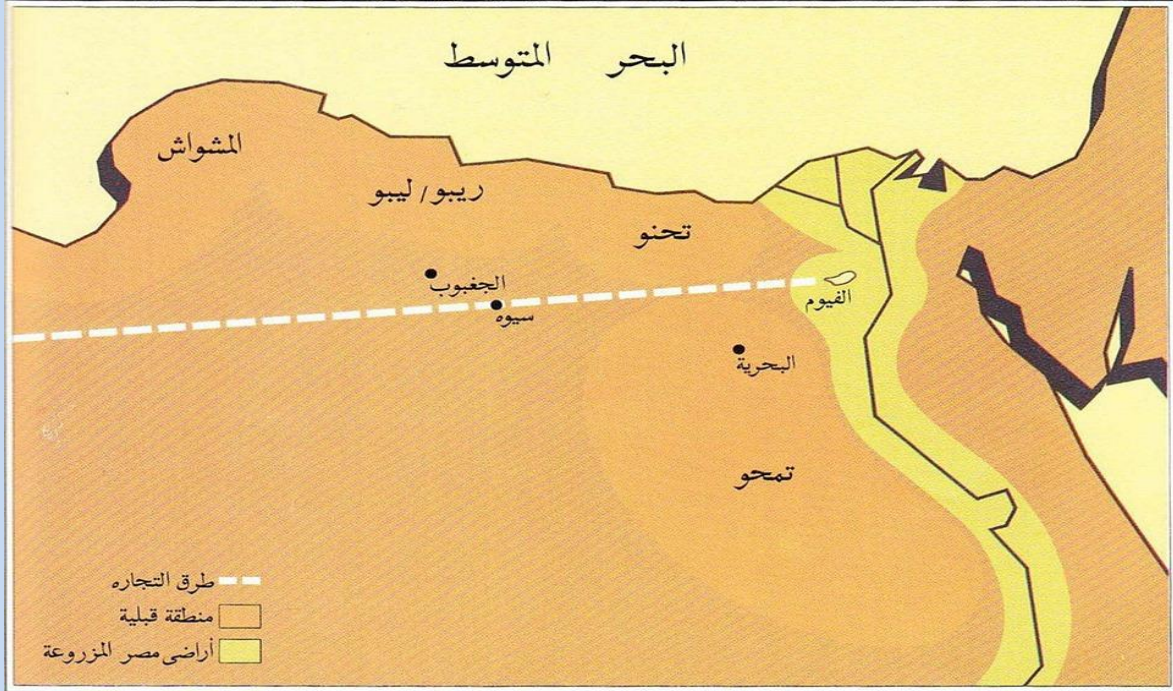 البحر المتوسط
المشواش
ريبو/ ليبو
تحنو
الجغبوب
سيوه
الفيوم
البحرية
تمحو
طرق التجاره
منطقة قبلية
أراضى مصر المزروعة